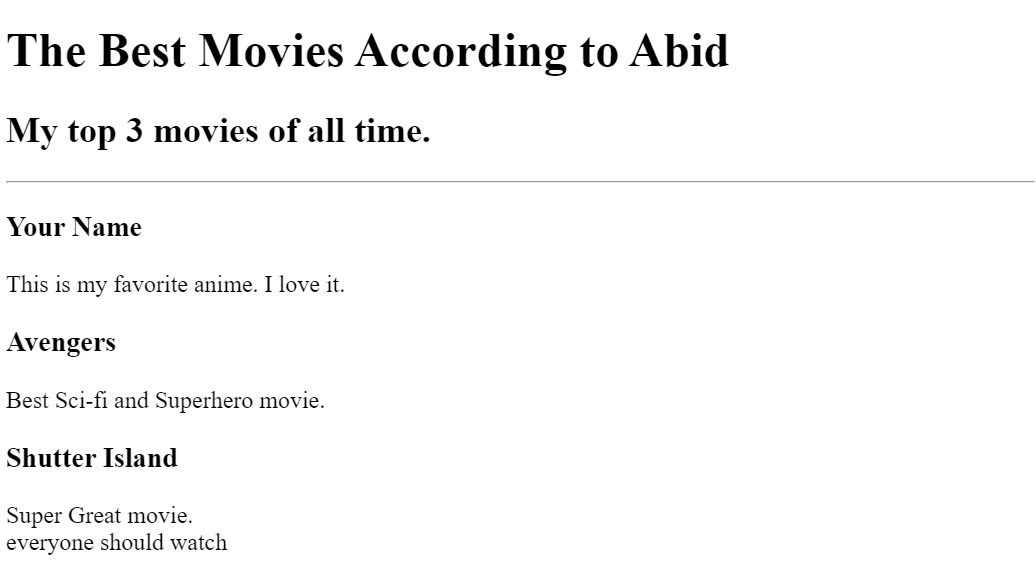 The Best Movies According to Abid
My top 3 movies of all time.
Your Name
This is my favorite anime. I love it.
Avengers
Best Sci-fi and Superhero movie.
Shutter Island
Super Great movie.
everyone should watch